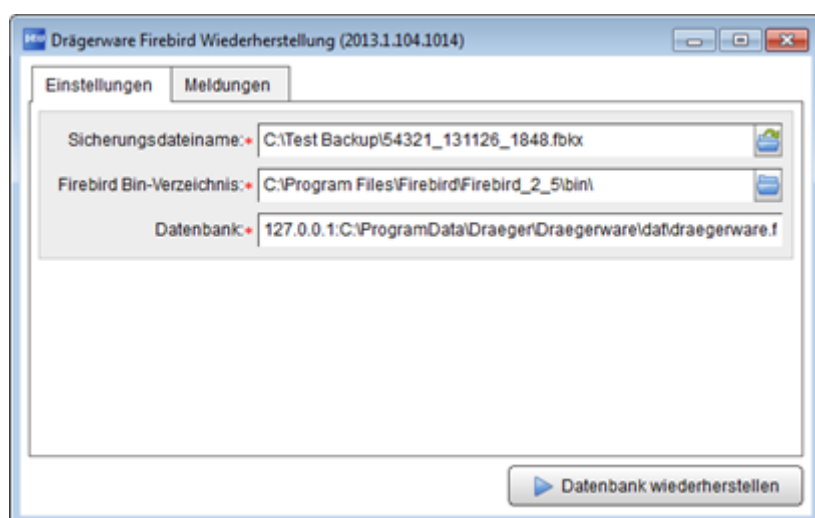 Drägerware Firebird Wiederherstellung (2013.1.104.1014)
Einstellungen Meldungen
Sicherungsdateiname:* C:\Test Backup\54321_131126_1848.fbkx
Firebird Bin-Verzeichnis:* C:\Program Files\Firebird\Firebird_2_5\bin\
Datenbank:* 127.0.0.1:C:\ProgramData\Draeger\Draegerware\dat\draegerware.f
Datenbank wiederherstellen